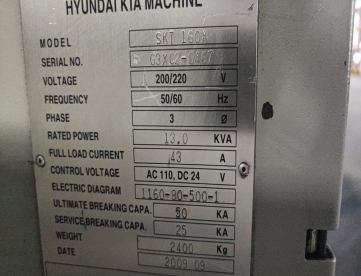 HYUNDAI KIA MACHINE
MODEL SKT 160
SERIAL NO.
VOLTAGE 200/220 V
FREQUENCY 50/60 Hz
PHASE 3 Ø
RATED POWER 13.0 KVA
FULL LOAD CURRENT 43 A
CONTROL VOLTAGE AC 110, DC 24 V
ELECTRIC DIAGRAM 1160-80-500-1
ULTIMATE BREAKING CAPA. KA
SERVICE BREAKING CAPA. 25 KA
WEIGHT 2400 Kg
DATE 2009 09